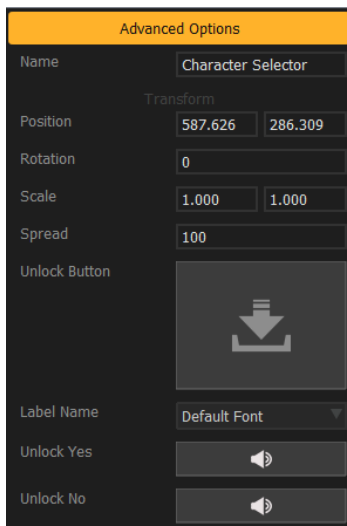 Advanced Options
Name Character Selector
Transform
Position 587.626 286.309
Rotation 0
Scale 1.000 1.000
Spread 100
Unlock Button
Label Name Default Font
Unlock Yes
Unlock No